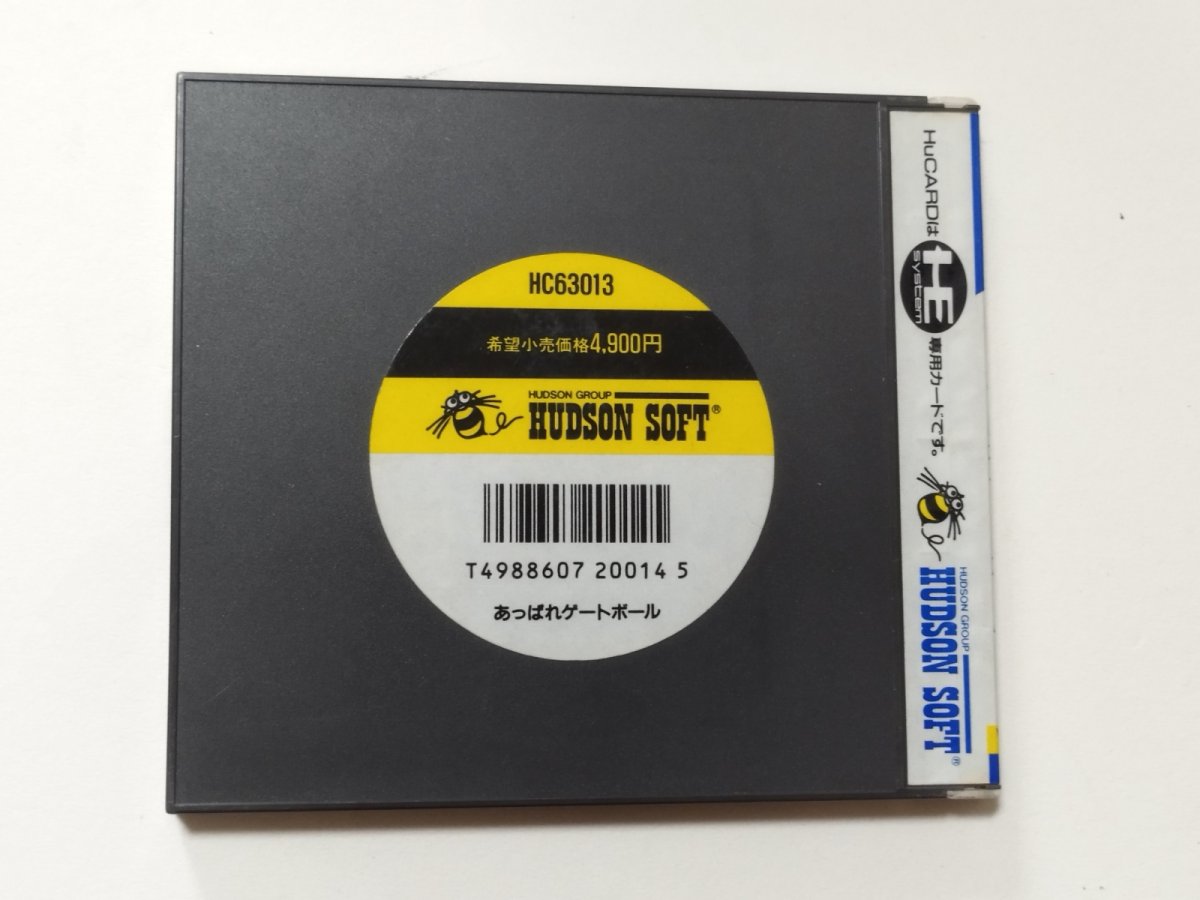 HC63013
希望小売価格4,900円
HUDSON GROUP
HUDSON SOFT®
T4988607 20014 5
あっぱれゲートボール
HuCARDは HE system 専用カードです。
HUDSON GROUP
HUDSON SOFT®